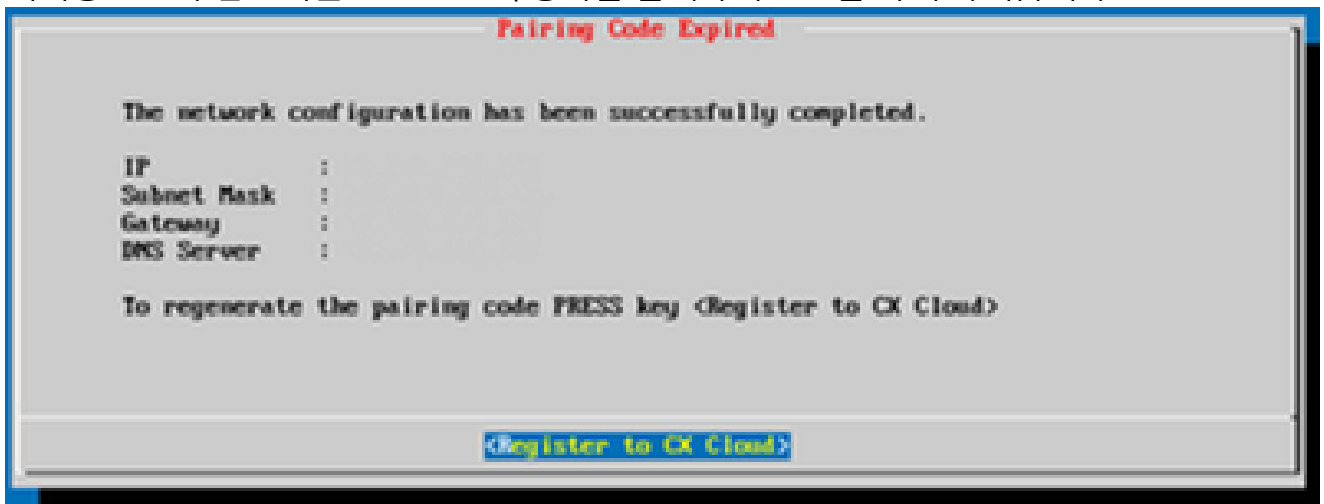 Pairing Code Expired
The network configuration has been successfully completed.
IP :
Subnet Mask :
Gateway :
DNS Server :
To regenerate the pairing code PRESS key <Register to CX Cloud>
<Register to CX Cloud>